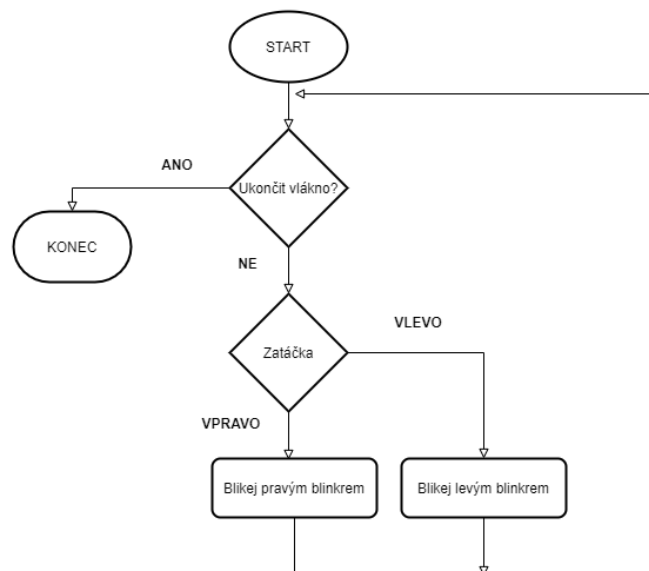 START
ANO
Ukončit vlákno?
KONEC
NE
VLEVO
Zatáčka
VPRAVO
Blikej pravým blinkrem
Blikej levým blinkrem